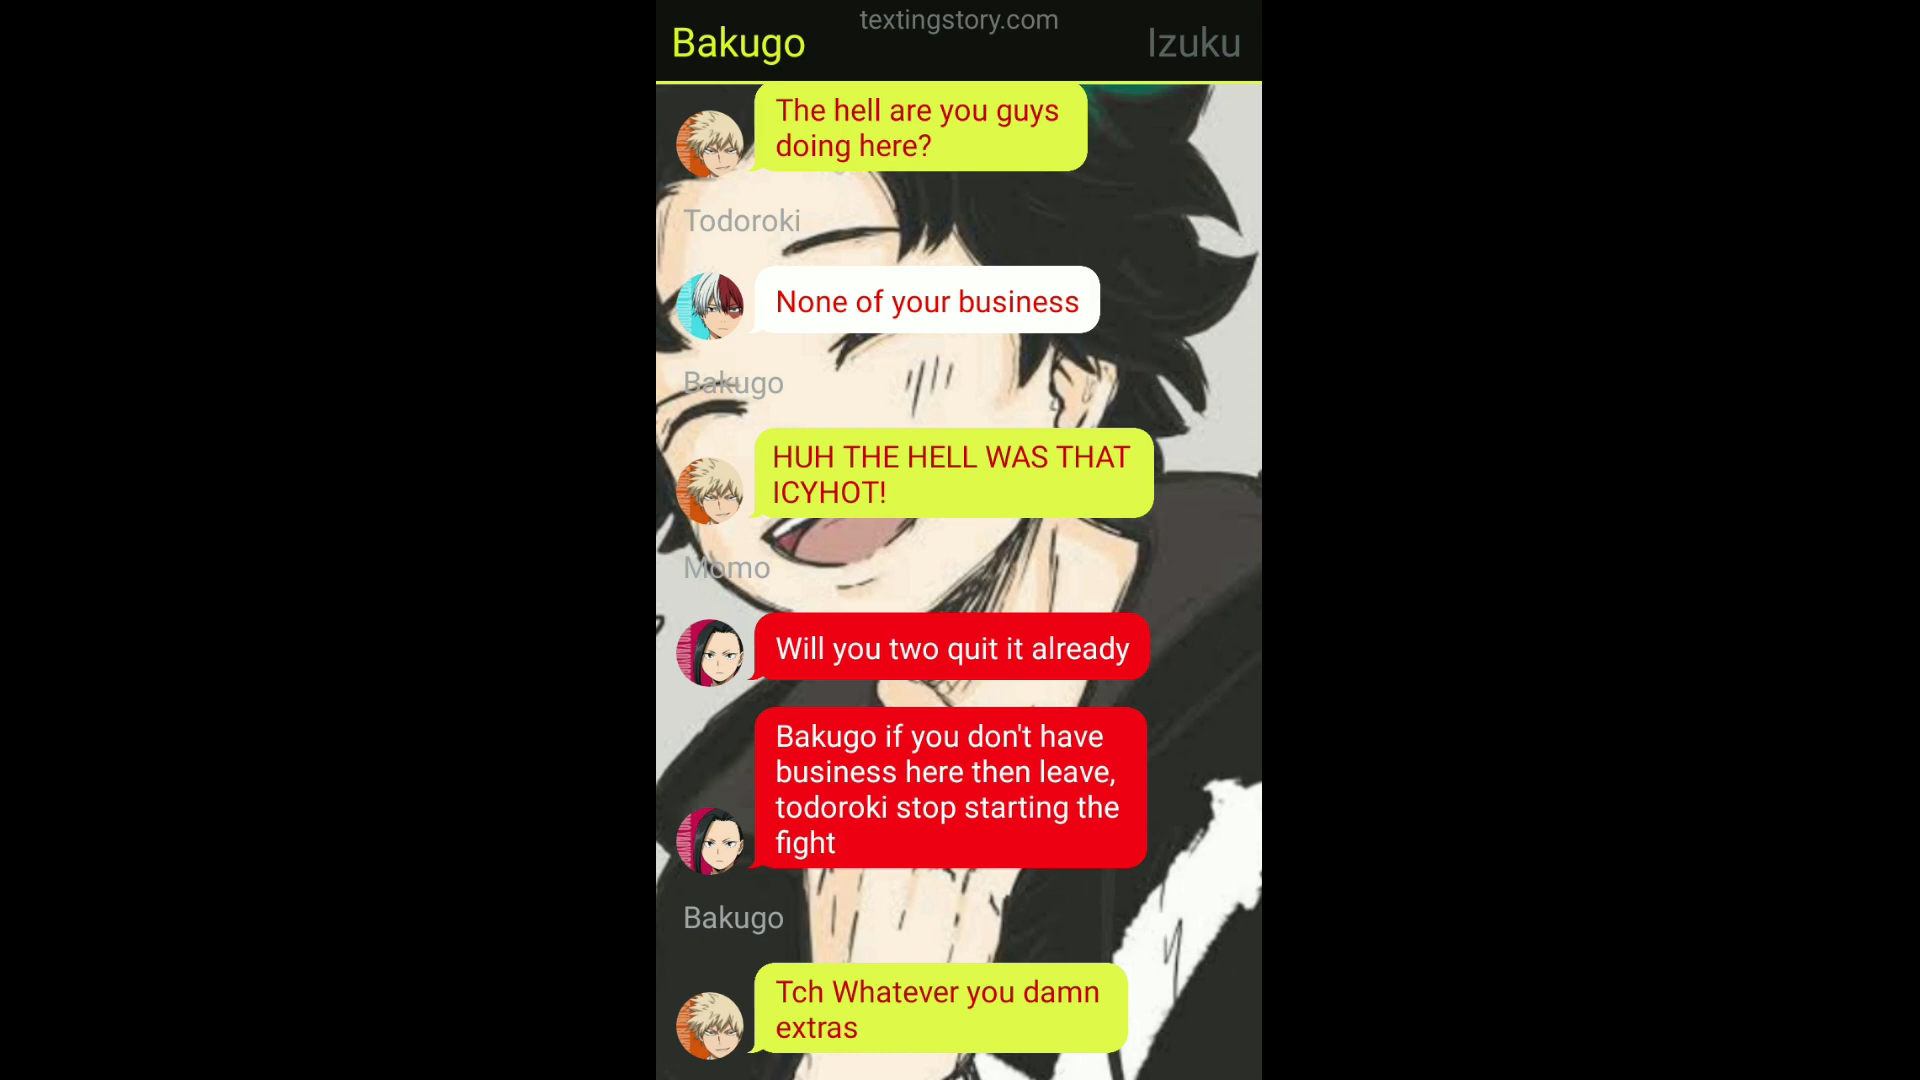 textingstory.com
Bakugo
Izuku
The hell are you guys
doing here?
Todoroki
None of your business
Bakugo
HUH THE HELL WAS THAT
ICYHOT!
Momo
Will you two quit it already
Bakugo if you don't have
business here then leave,
todoroki stop starting the
fight
Bakugo
Tch Whatever you damn
extras